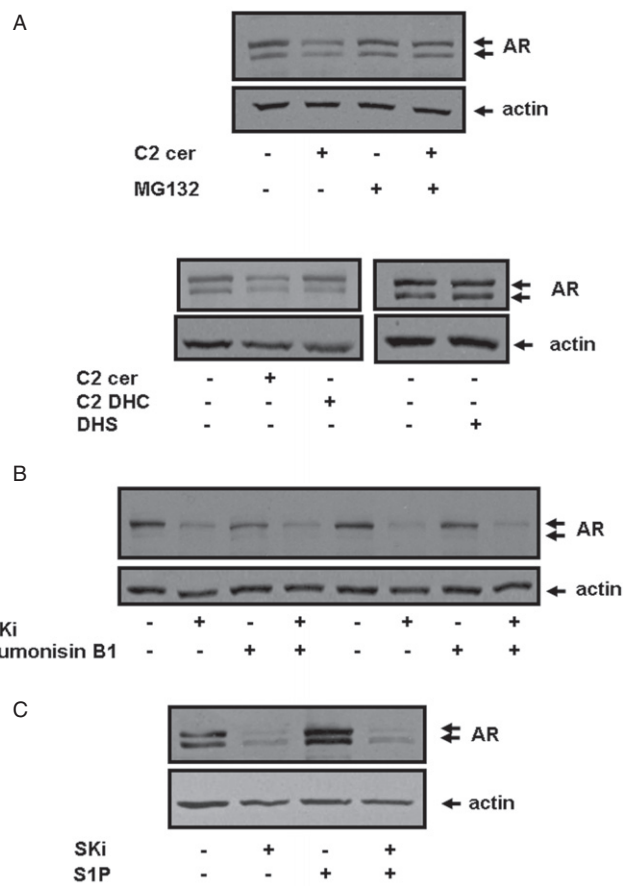 A
AR
actin
C2 cer - + - +
MG132 - - + +
AR
actin
C2 cer - + - - -
C2 DHC - - + - -
DHS - - - - +
B
AR
actin
Ki - + - + - + - +
umonisin B1 - - + + - - + +
C
AR
actin
SKi - + - +
S1P - - + +